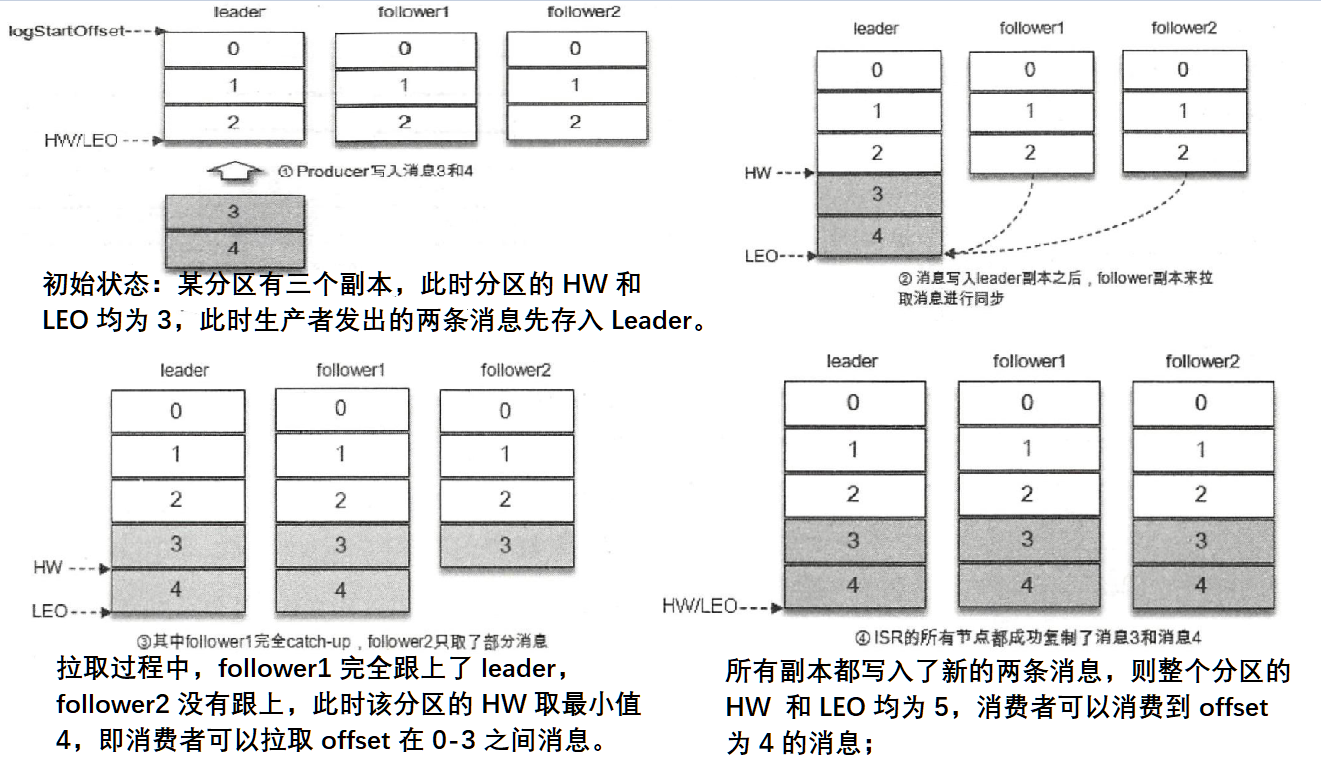 leader follower1 follower2
logStartOffset
0 0 0
1 1 1
2 2 2
HW/LEO
① Producer写入消息3和4
3
4
初始状态：某分区有三个副本，此时分区的 HW 和
LEO 均为 3，此时生产者发出的两条消息先存入 Leader。
leader follower1 follower2
0 0 0
1 1 1
2 2 2
HW
3
4
LEO
② 消息写入leader副本之后，follower副本来拉
取消息进行同步
leader follower1 follower2
0 0 0
1 1 1
2 2 2
3 3 3
HW
4 4
LEO
③其中follower1完全catch-up，follower2只取了部分消息
拉取过程中，follower1 完全跟上了 leader，
follower2 没有跟上，此时该分区的 HW 取最小值
4，即消费者可以拉取 offset 在 0-3 之间消息。
leader follower1 follower2
0 0 0
1 1 1
2 2 2
3 3 3
4 4 4
HW/LEO
④ ISR的所有节点都成功复制了消息3和消息4
所有副本都写入了新的两条消息，则整个分区的
HW 和 LEO 均为 5，消费者可以消费到 offset
为 4 的消息；